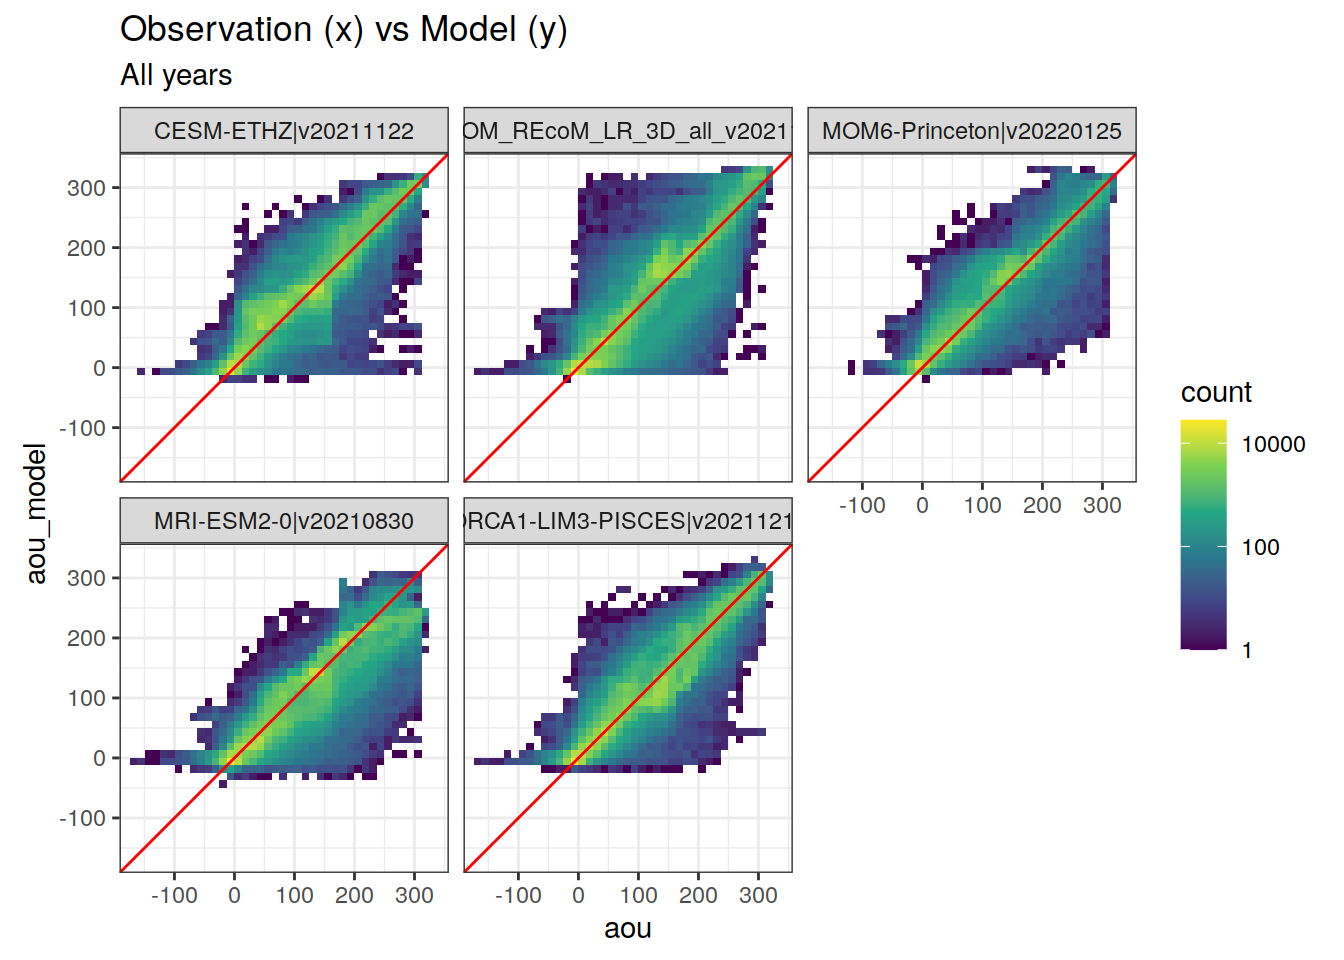 Observation (x) vs Model (y)
All years
CESM-ETHZ|v20211122
OM_REcoM_LR_3D_all_v2021
MOM6-Princeton|v20220125
300
200
100
0
-100
-100 0 100 200 300
MRI-ESM2-0|v20210830
ORCA1-LIM3-PISCES|v2021121
300
200
100
0
-100
-100 0 100 200 300
-100 0 100 200 300
aou_model
aou
count
10000
100
1